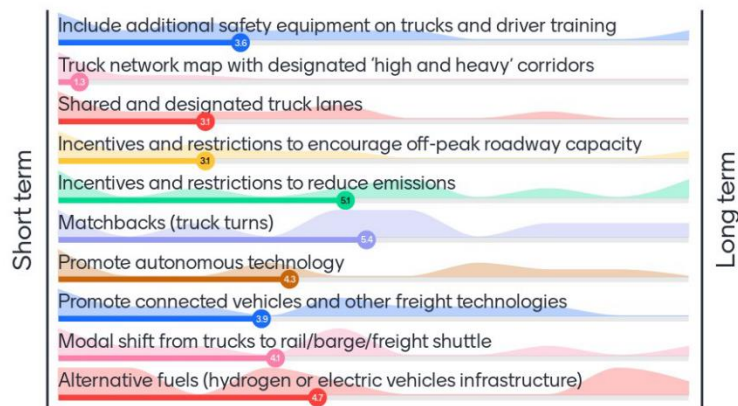 Include additional safety equipment on trucks and driver training
3.6
Truck network map with designated ‘high and heavy’ corridors
1.3
Shared and designated truck lanes
3.1
Incentives and restrictions to encourage off-peak roadway capacity
3.1
Incentives and restrictions to reduce emissions
5.1
Matchbacks (truck turns)
5.4
Promote autonomous technology
4.3
Promote connected vehicles and other freight technologies
3.9
Modal shift from trucks to rail/barge/freight shuttle
4.1
Alternative fuels (hydrogen or electric vehicles infrastructure)
4.7
Short term
Long term